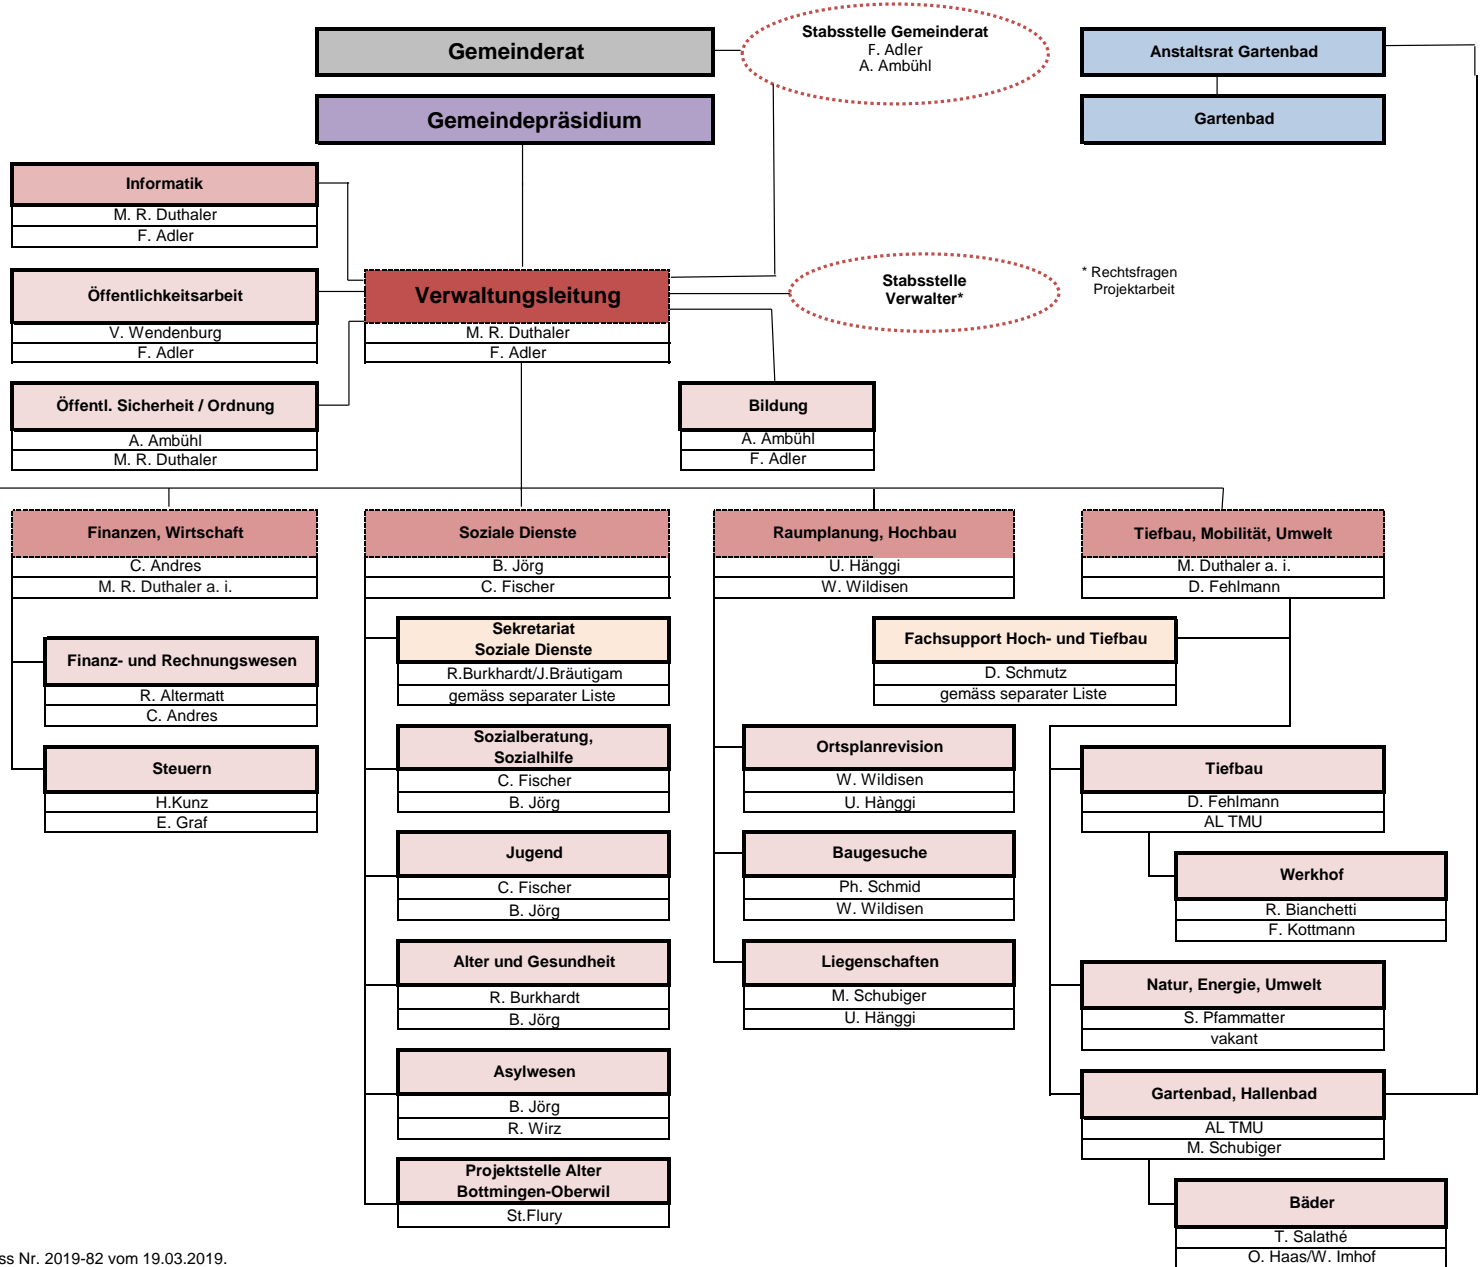 Gemeinderat
Stabsstelle Gemeinderat
F. Adler
A. Ambühl
Anstaltsrat Gartenbad
Gemeindepräsidium
Gartenbad
Informatik
M. R. Duthaler
F. Adler
Öffentlichkeitsarbeit
V. Wendenburg
F. Adler
Verwaltungsleitung
M. R. Duthaler
F. Adler
Stabsstelle
Verwalter*
* Rechtsfragen
Projektarbeit
Öffentl. Sicherheit / Ordnung
A. Ambühl
M. R. Duthaler
Bildung
A. Ambühl
F. Adler
Finanzen, Wirtschaft
C. Andres
M. R. Duthaler a. i.
Finanz- und Rechnungswesen
R. Altermatt
C. Andres
Steuern
H.Kunz
E. Graf
Soziale Dienste
B. Jörg
C. Fischer
Sekretariat
Soziale Dienste
R.Burkhardt/J.Bräutigam
gemäss separater Liste
Sozialberatung,
Sozialhilfe
C. Fischer
B. Jörg
Jugend
C. Fischer
B. Jörg
Alter und Gesundheit
R. Burkhardt
B. Jörg
Asylwesen
B. Jörg
R. Wirz
Projektstelle Alter
Bottmingen-Oberwil
St.Flury
Raumplanung, Hochbau
U. Hänggi
W. Wildisen
Fachsupport Hoch- und Tiefbau
D. Schmutz
gemäss separater Liste
Ortsplanrevision
W. Wildisen
U. Hànggi
Baugesuche
Ph. Schmid
W. Wildisen
Liegenschaften
M. Schubiger
U. Hänggi
Tiefbau, Mobilität, Umwelt
M. Duthaler a. i.
D. Fehlmann
Tiefbau
D. Fehlmann
AL TMU
Werkhof
R. Bianchetti
F. Kottmann
Natur, Energie, Umwelt
S. Pfammatter
vakant
Gartenbad, Hallenbad
AL TMU
M. Schubiger
Bäder
T. Salathé
O. Haas/W. Imhof
ss Nr. 2019-82 vom 19.03.2019.